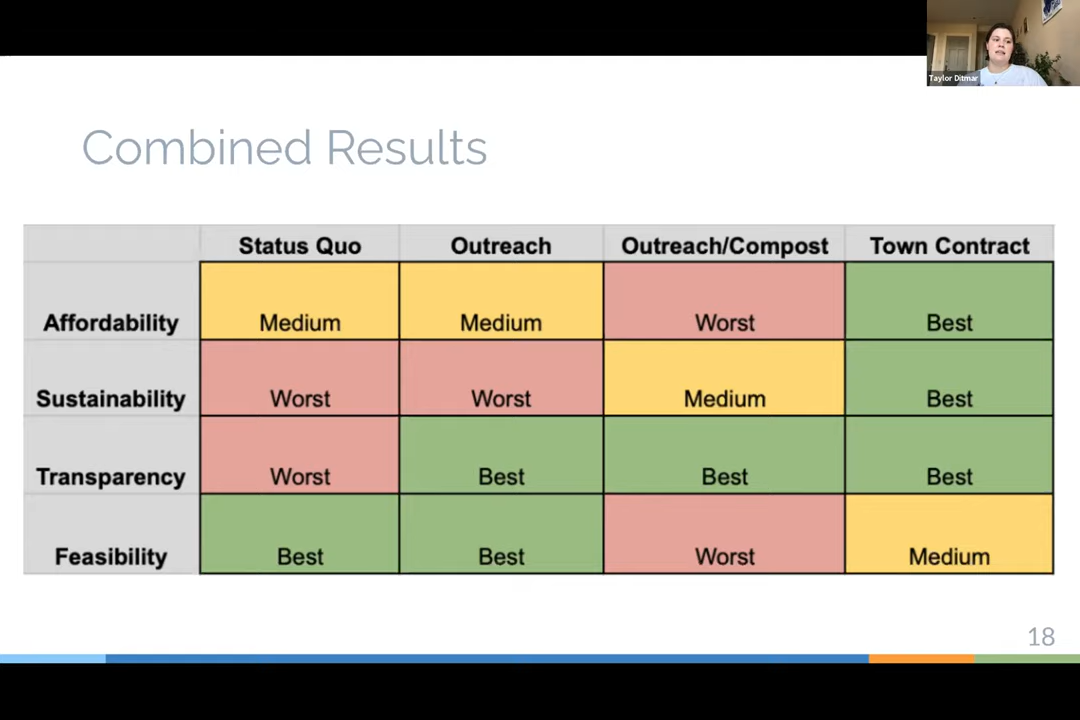 Taylor Ditmar
Combined Results
Status Quo Outreach Outreach/Compost Town Contract
Affordability Medium Medium Worst Best
Sustainability Worst Worst Medium Best
Transparency Worst Best Best Best
Feasibility Best Best Worst Medium
18